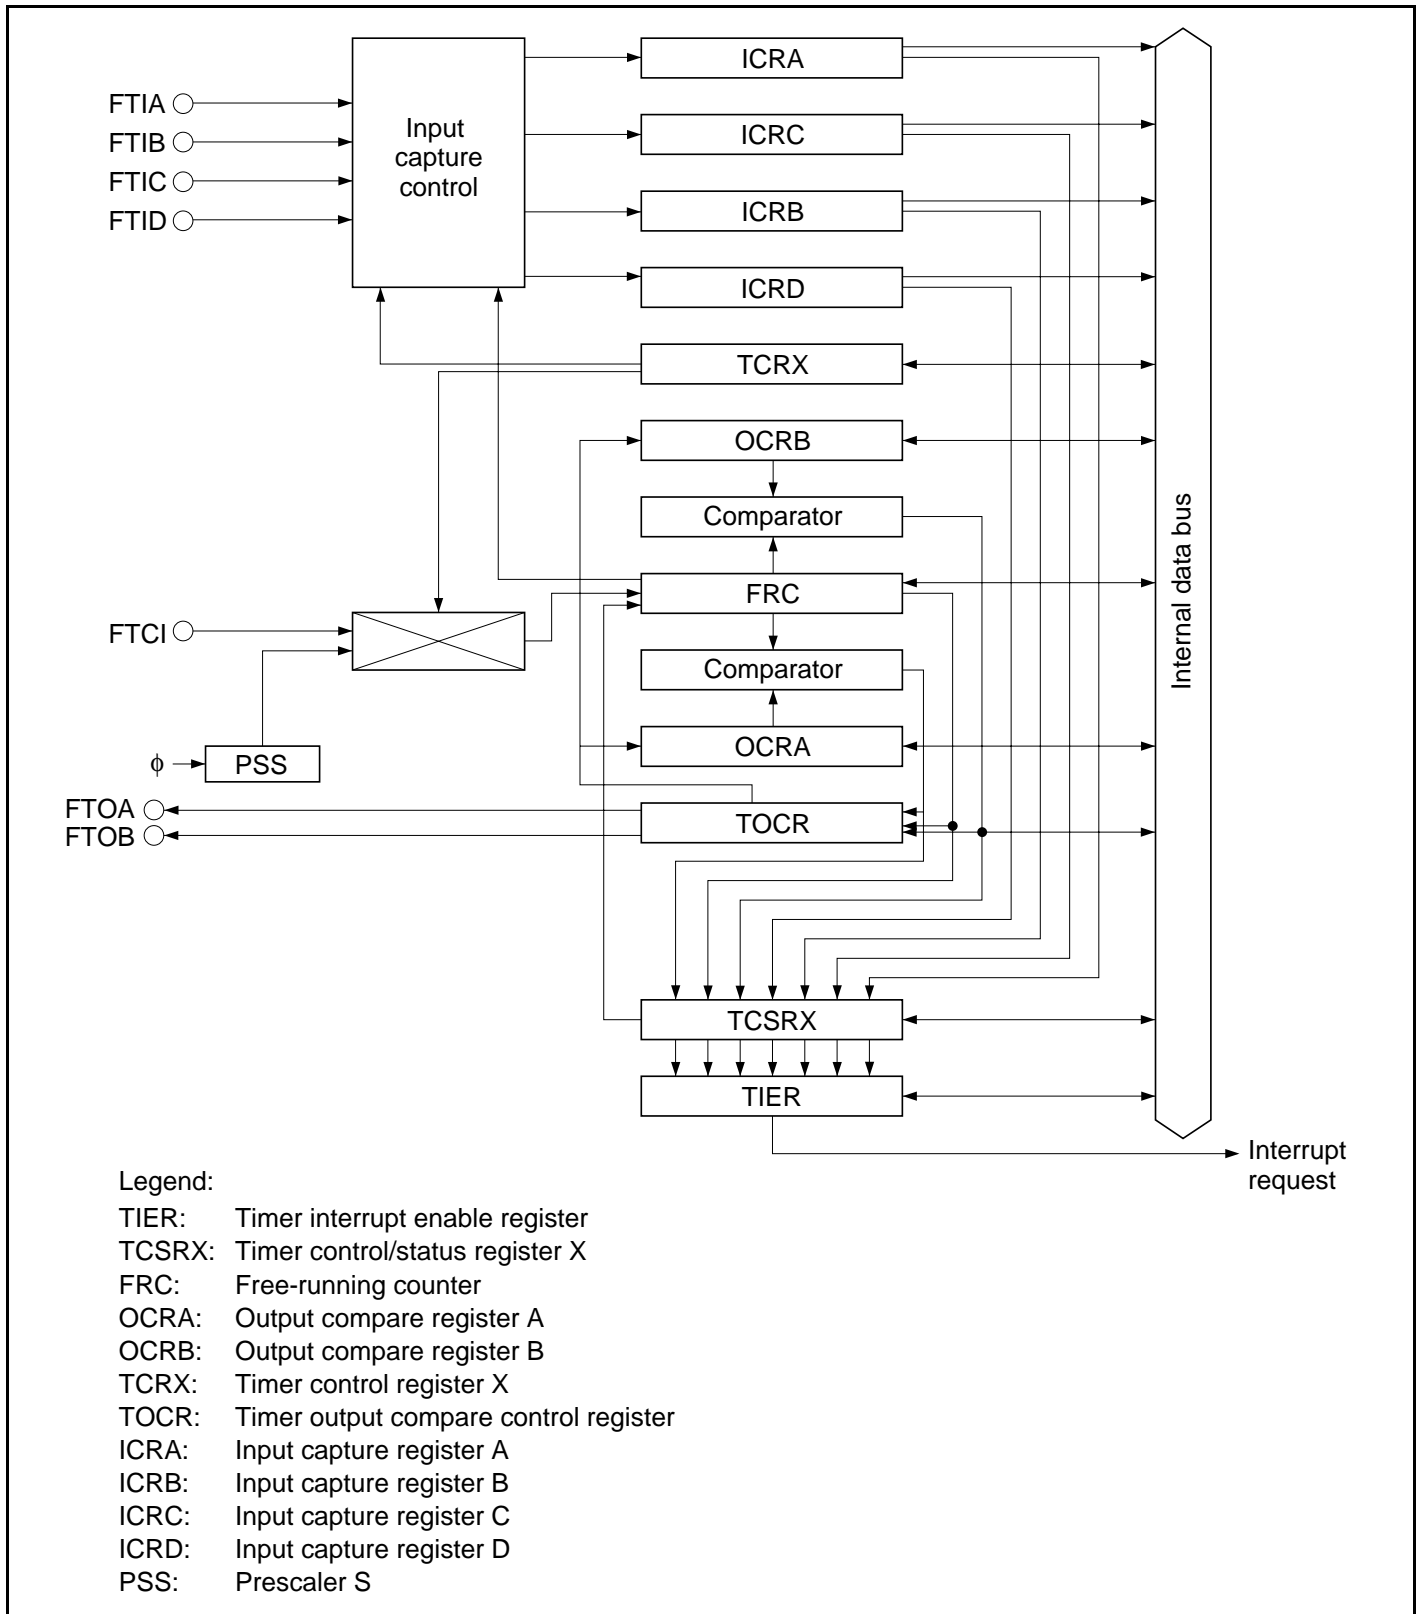 ICRA
FTIA
FTIB
FTIC
FTID
Input
capture
control
ICRC
ICRB
ICRD
TCRX
OCRB
Comparator
FRC
FTCI
Comparator
OCRA
ϕ
PSS
FTOA
FTOB
TOCR
TCSRX
TIER
Internal data bus
Interrupt
request
Legend:
TIER: Timer interrupt enable register
TCSRX: Timer control/status register X
FRC: Free-running counter
OCRA: Output compare register A
OCRB: Output compare register B
TCRX: Timer control register X
TOCR: Timer output compare control register
ICRA: Input capture register A
ICRB: Input capture register B
ICRC: Input capture register C
ICRD: Input capture register D
PSS: Prescaler S